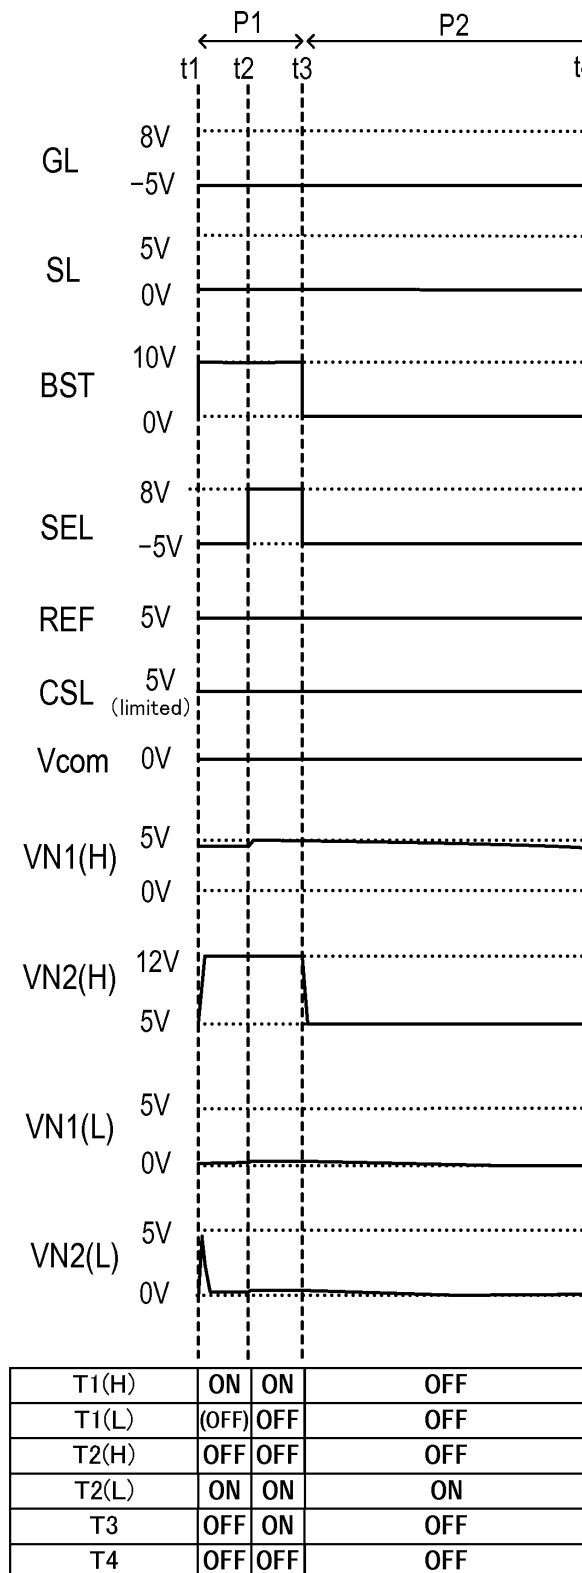 P1 P2
t1 t2 t3
GL 8V
−5V
SL 5V
0V
BST 10V
0V
SEL 8V
−5V
REF 5V
CSL 5V
(limited)
Vcom 0V
VN1(H) 5V
0V
VN2(H) 12V
5V
VN1(L) 5V
0V
VN2(L) 5V
0V
T1(H) ON ON OFF
T1(L) (OFF) OFF OFF
T2(H) OFF OFF OFF
T2(L) ON ON ON
T3 OFF ON OFF
T4 OFF OFF OFF